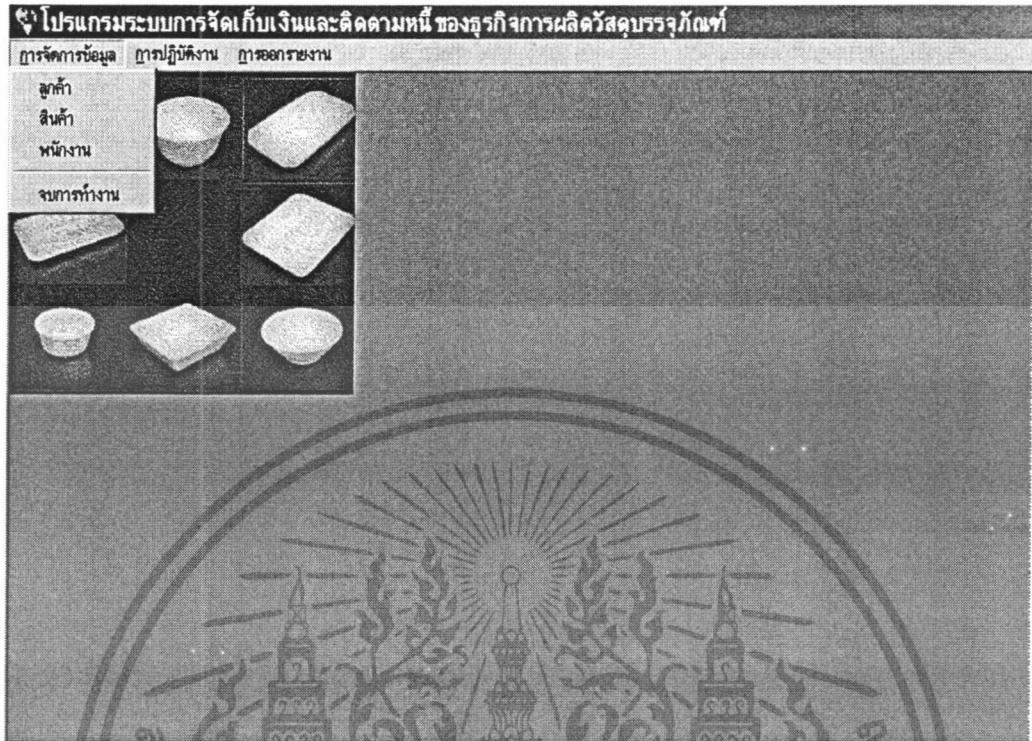 โปรแกรมระบบการจัดเก็บเงินและติดตามหนี้ ของธุรกิจการผลิตวัสดุบรรจุภัณฑ์
การจัดการข้อมูล การปฏิบัติงาน การออกรายงาน
ลูกค้า
สินค้า
พนักงาน
จบการทำงาน